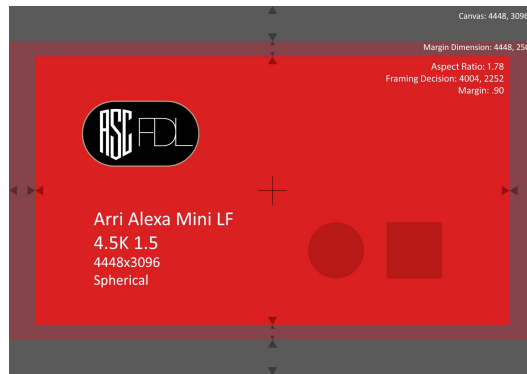 Canvas: 4448, 3096
Margin Dimension: 4448, 250
Aspect Ratio: 1.78
Framing Decision: 4004, 2252
Margin: .90
ASC FDL
Arri Alexa Mini LF
4.5K 1.5
4448x3096
Spherical